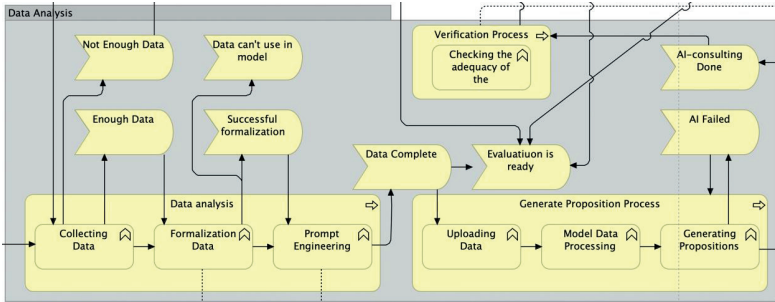 Data Analysis
Not Enough Data
Data can't use in
model
Verification Process
Checking the
adequacy of
the
AI-consulting
Done
Enough Data
Successful
formalization
AI Failed
Data Complete
Evaluatiuon is
ready
Data analysis
Generate Proposition Process
Collecting
Data
Formalization
Data
Prompt
Engineering
Uploading
Data
Model Data
Processing
Generating
Propositions